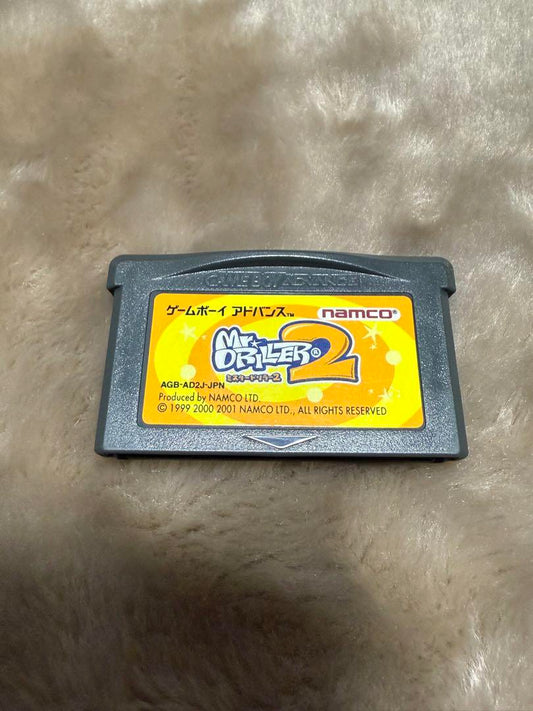 GAME BOY ADVANCE
ゲームボーイ アドバンス™
namco®
Mr.
DRILLER® 2
ミスタードリラー2
AGB-AD2J-JPN
Produced by NAMCO LTD.
© 1999 2000 2001 NAMCO LTD., ALL RIGHTS RESERVED